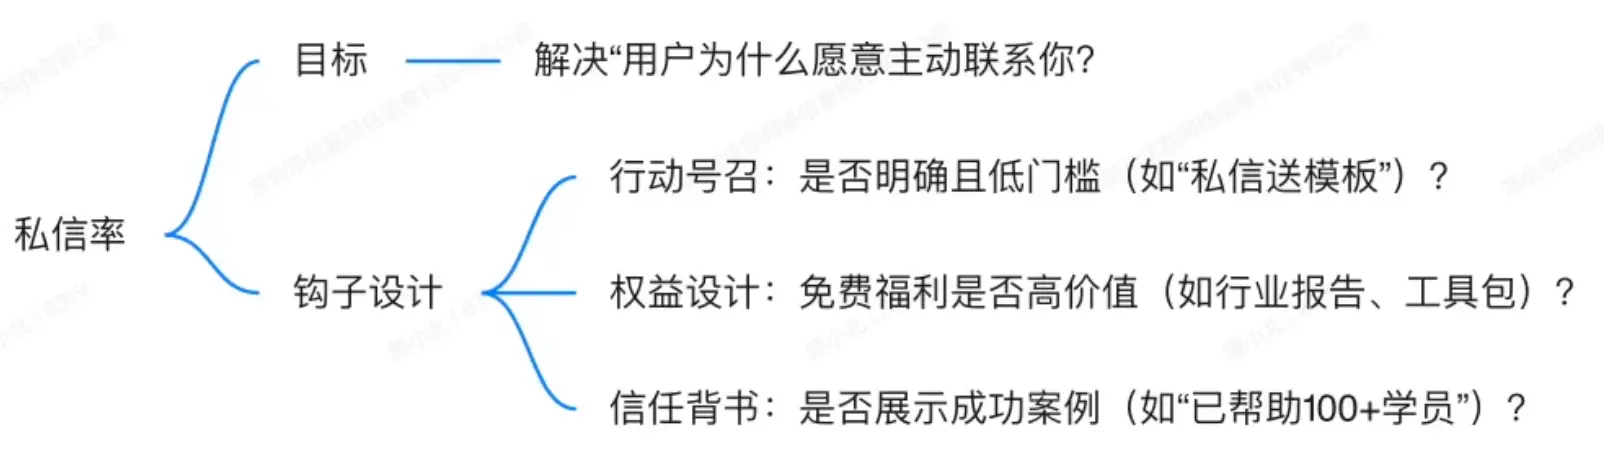 目标
解决“用户为什么愿意主动联系你？
行动号召：是否明确且低门槛（如“私信送模板”）？
私信率
钩子设计
权益设计：免费福利是否高价值（如行业报告、工具包）？
信任背书：是否展示成功案例（如“已帮助100+学员”）？